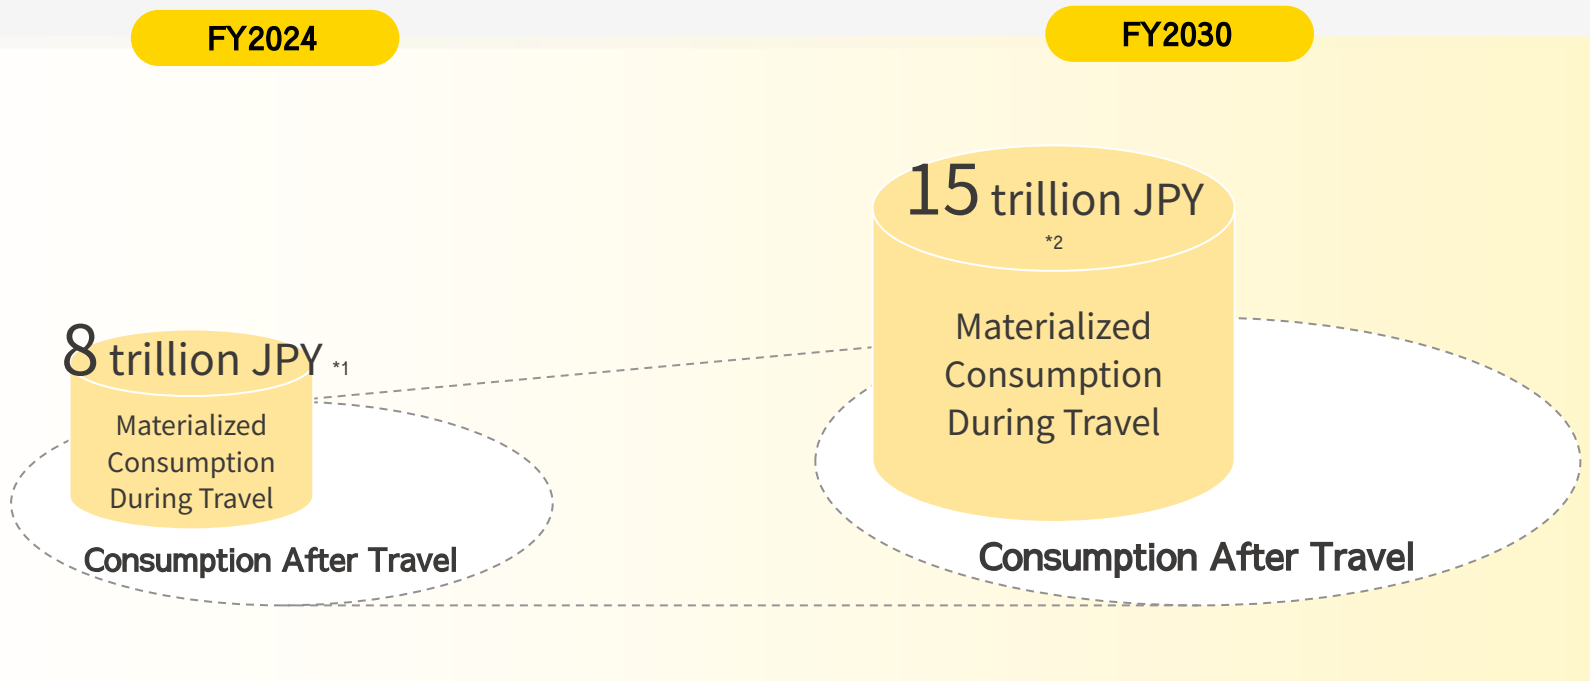 FY2024
FY2030
8 trillion JPY *1
Materialized
Consumption
During Travel
Consumption After Travel
15 trillion JPY
*2
Materialized
Consumption
During Travel
Consumption After Travel